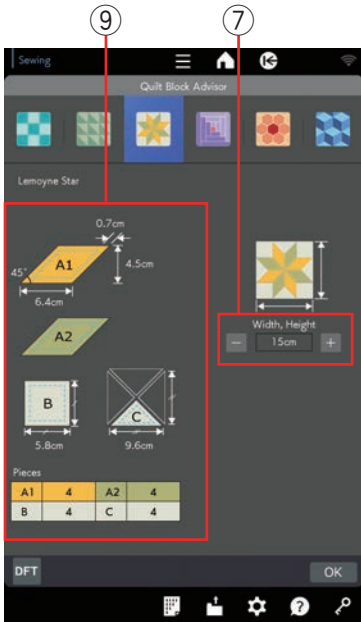 ⑨ ⑦
Sewing
Quilt Block Advisor
Lemoyne Star
0.7cm
A1
4.5cm
45°
6.4cm
A2
B
C
5.8cm
9.6cm
Width, Height
− 15cm +
Pieces
A1 4 A2 4
B 4 C 4
DFT OK